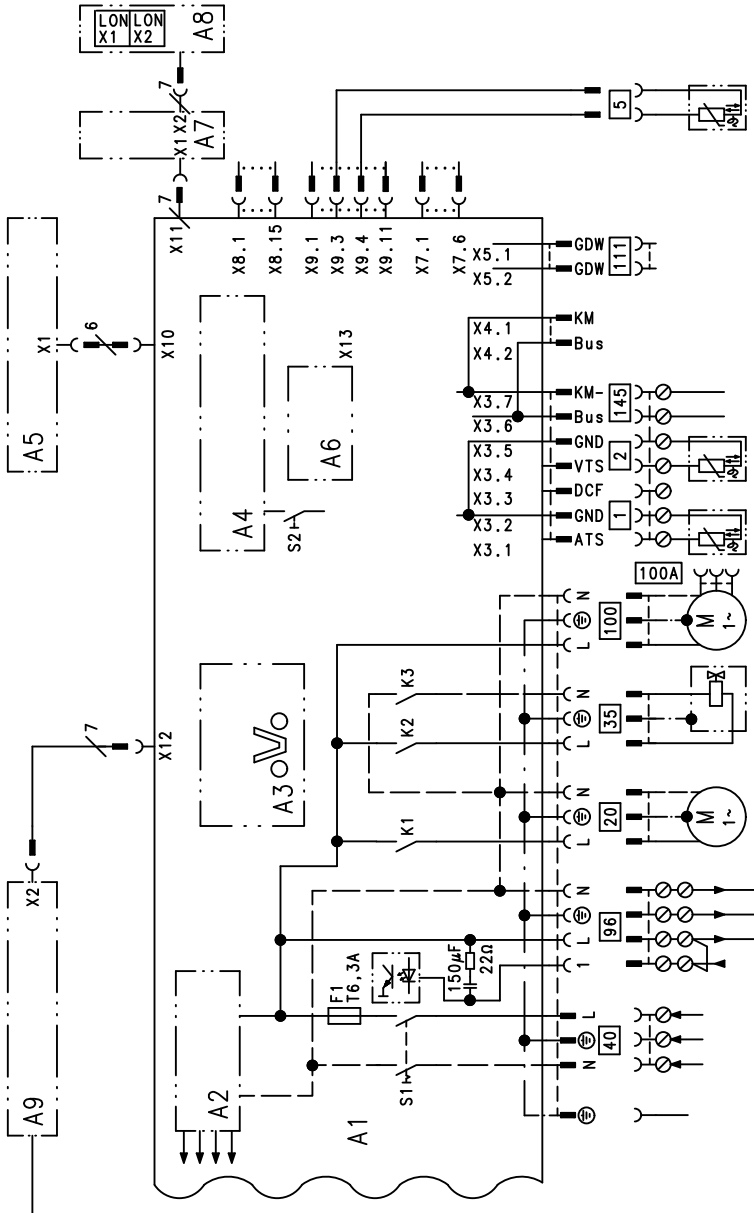 LON LON
X1 X2
A8
7
X1 X2
A7
7
X11
A5
X1
6
X10
X8.1
X8.15
X9.1
X9.3
X9.4
X9.11
X7.1
X7.6
5
ϑ
X5.1
X5.2
GDW
GDW
111
A4
S2
A6
X13
X4.1
X4.2
KM
Bus
X3.7
X3.6
X3.5
X3.4
X3.3
X3.2
X3.1
KM-
Bus
GND
VTS
DCF
GND
ATS
145
2
1
ϑ
ϑ
100A
N
L
100
M
1~
A3
X12
7
K3
K2
N
L
35
K1
N
L
20
M
1~
A9
X2
N
L
1
96
150µF
22Ω
A2
F1
T6,3A
S1
A1
L
N
40